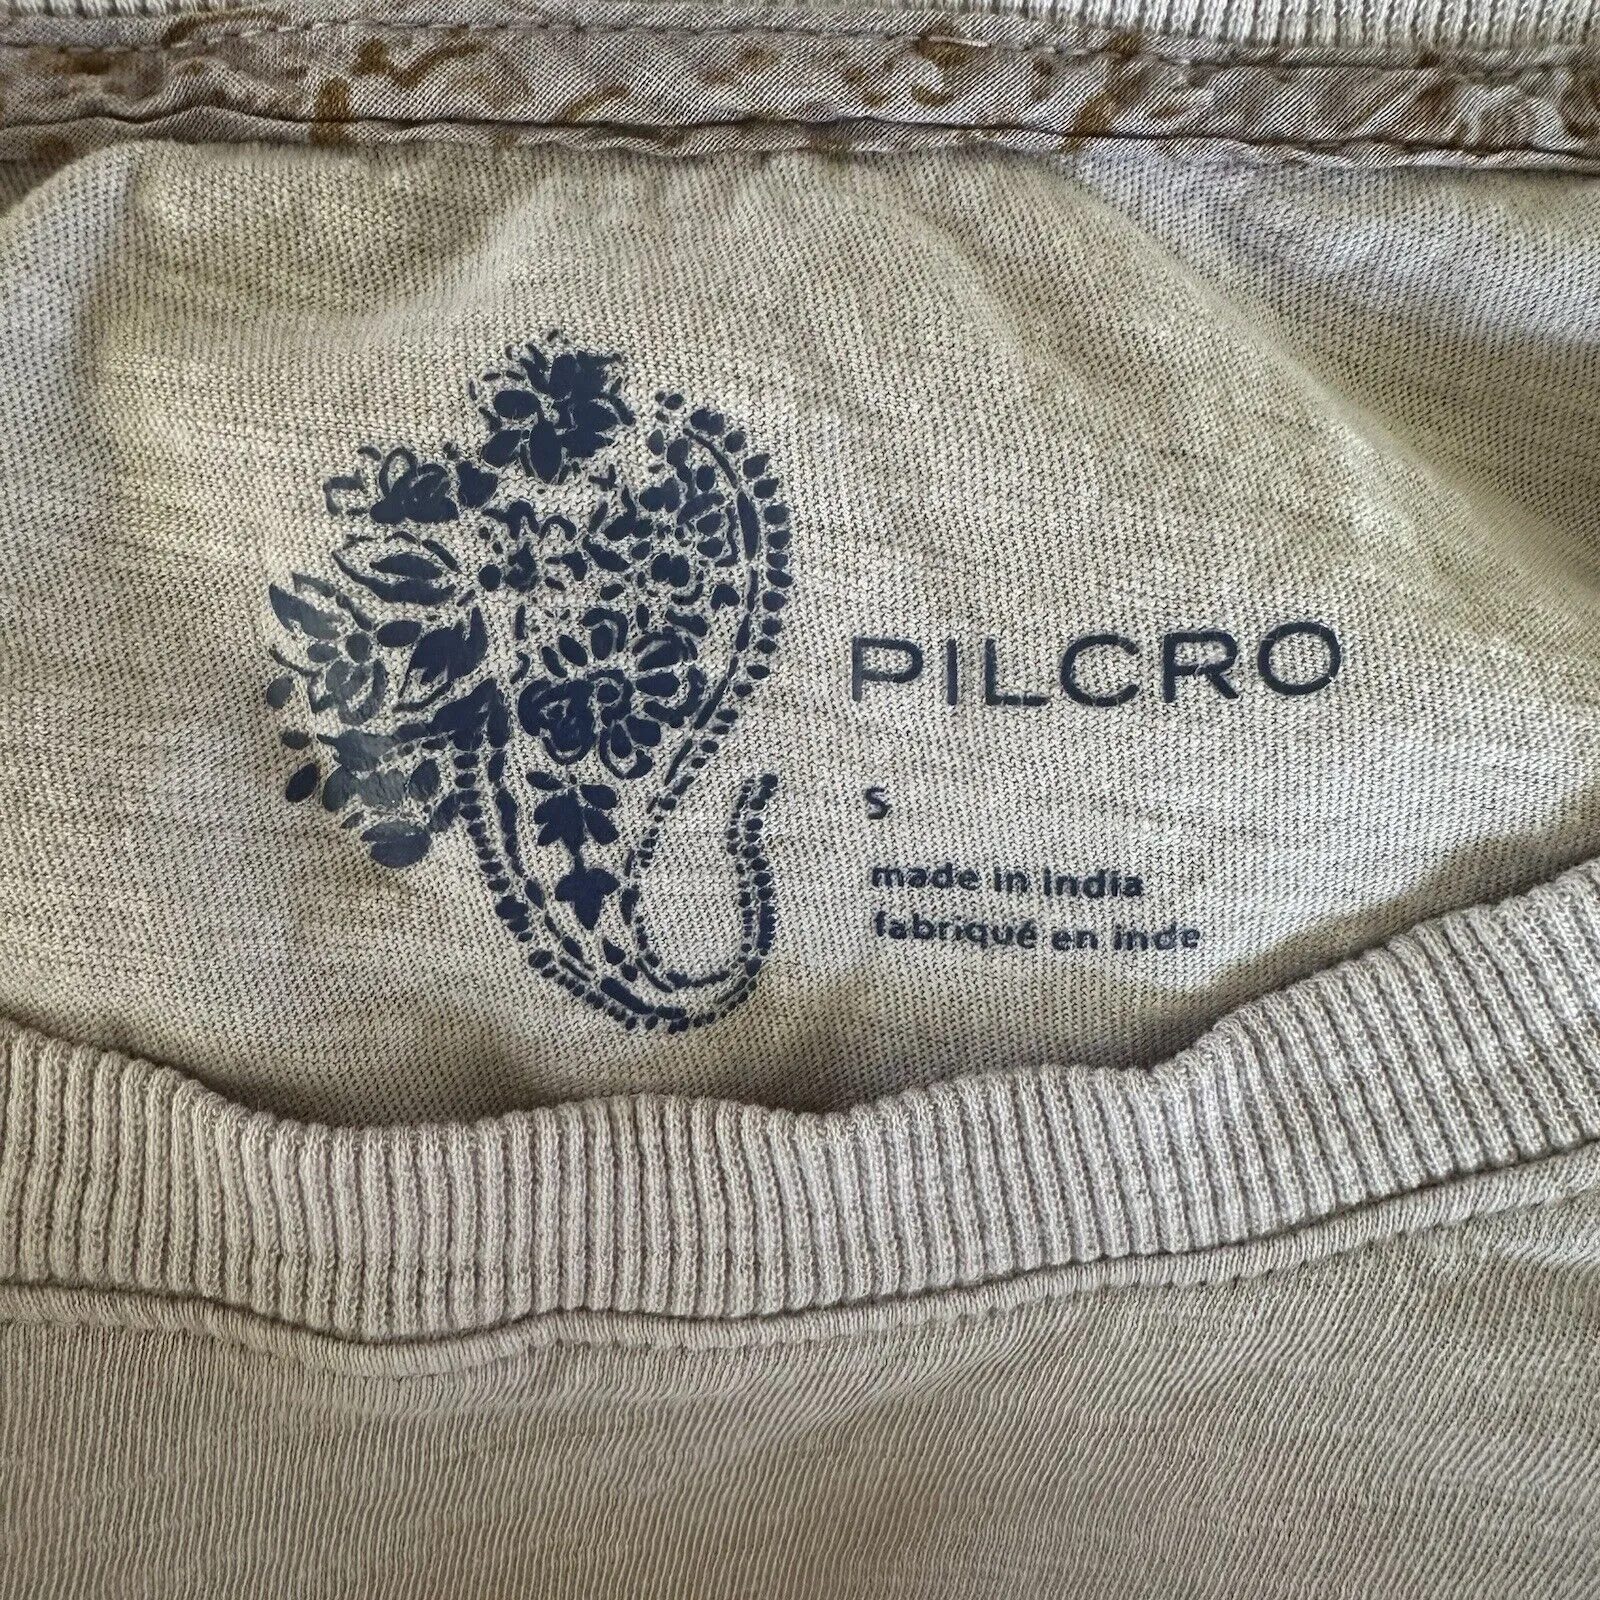 PILCRO
S
made in india
fabriqué en inde